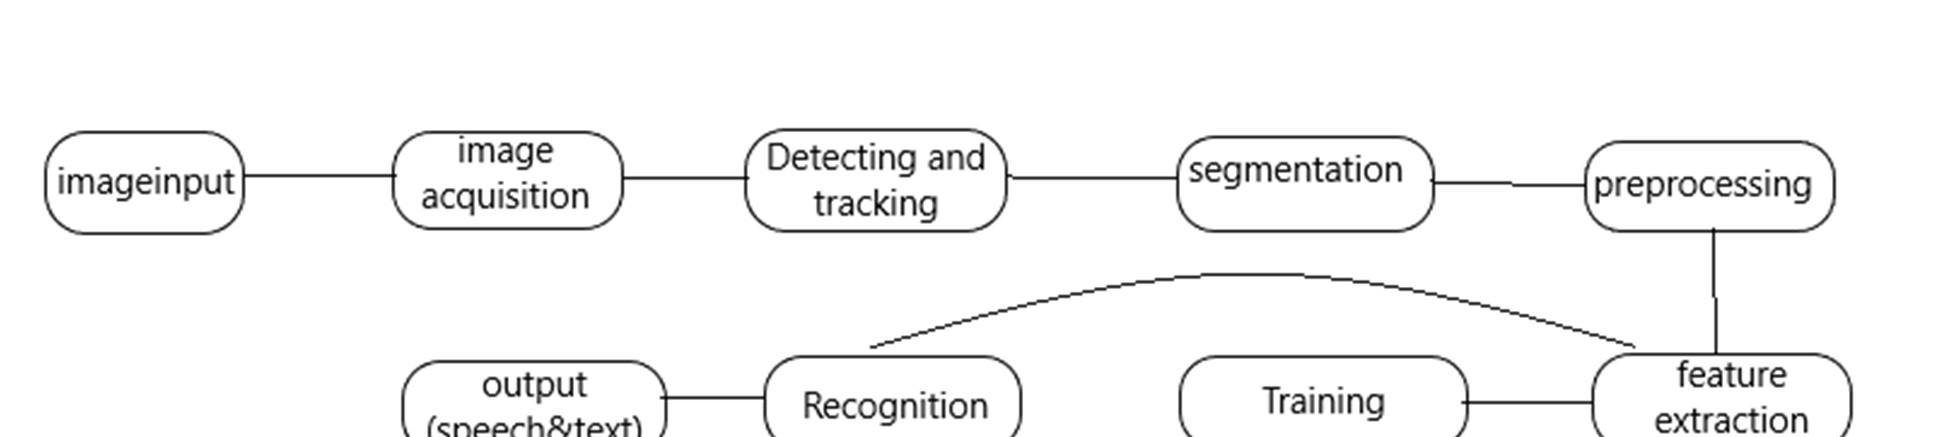 imageinput
image
acquisition
Detecting and
tracking
segmentation
preprocessing
output
(speech&text)
Recognition
Training
feature
extraction